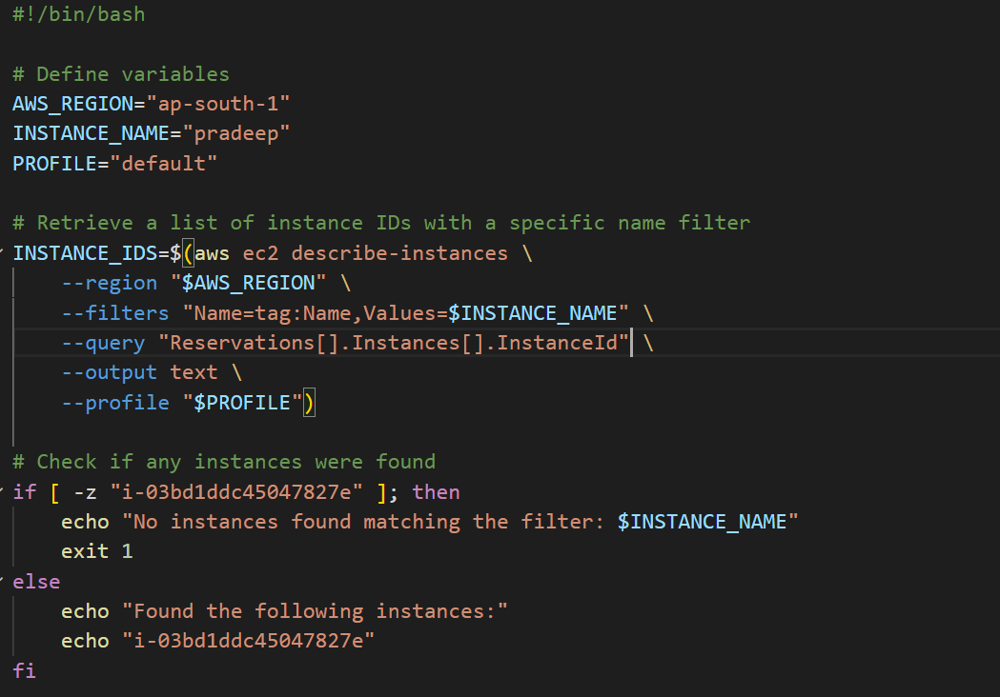 #!/bin/bash
# Define variables
AWS_REGION="ap-south-1"
INSTANCE_NAME="pradeep"
PROFILE="default"
# Retrieve a list of instance IDs with a specific name filter
INSTANCE_IDS=$(aws ec2 describe-instances \
    --region "$AWS_REGION" \
    --filters "Name=tag:Name,Values=$INSTANCE_NAME" \
    --query "Reservations[].Instances[].InstanceId" \
    --output text \
    --profile "$PROFILE")
# Check if any instances were found
if [ -z "i-03bd1ddc45047827e" ]; then
    echo "No instances found matching the filter: $INSTANCE_NAME"
    exit 1
else
    echo "Found the following instances:"
    echo "i-03bd1ddc45047827e"
fi